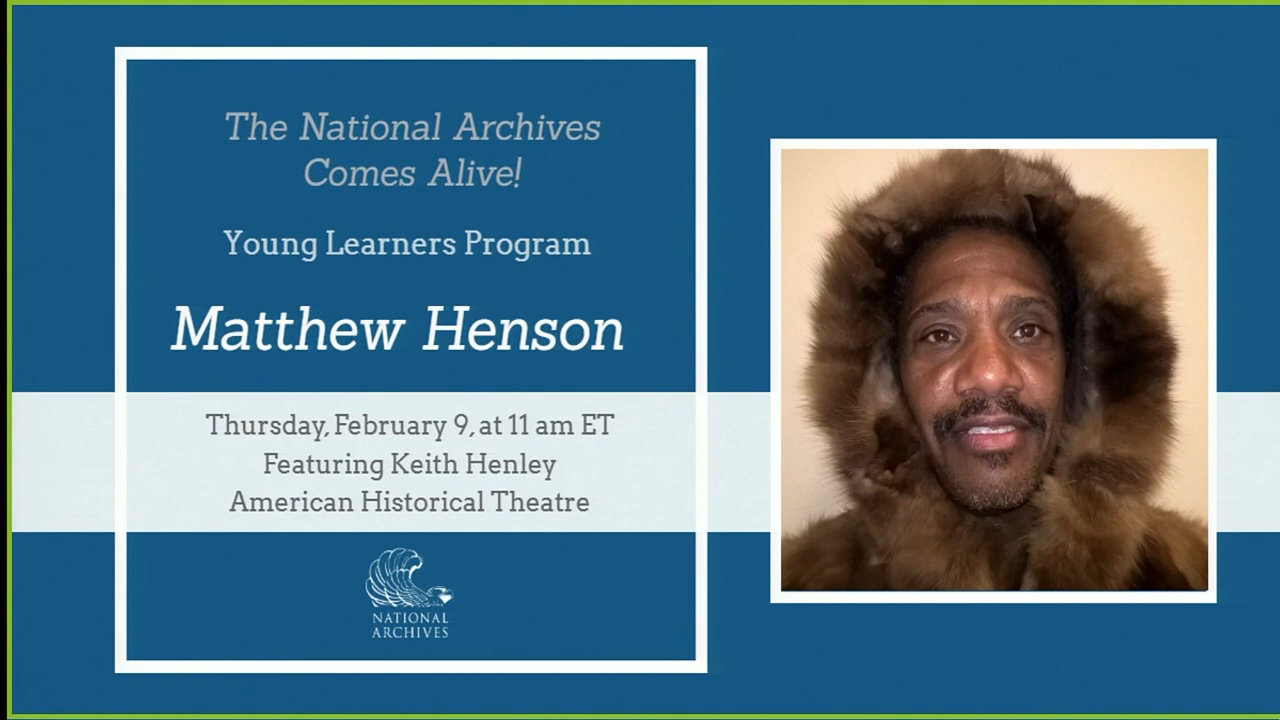 The National Archives
Comes Alive!
Young Learners Program
Matthew Henson
Thursday, February 9, at 11 am ET
Featuring Keith Henley
American Historical Theatre
NATIONAL
ARCHIVES